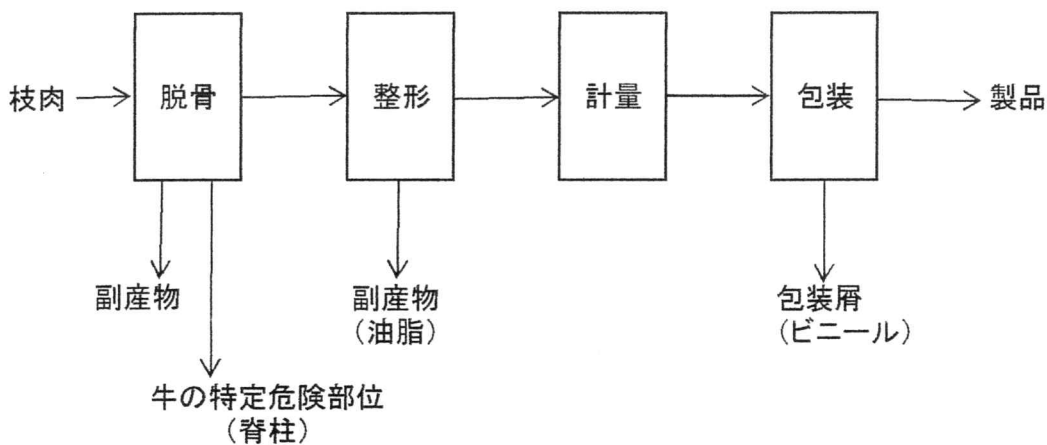 枝肉
脱骨
整形
計量
包装
製品
副産物
副産物
(油脂)
包装屑
(ビニール)
牛の特定危険部位
(脊柱)